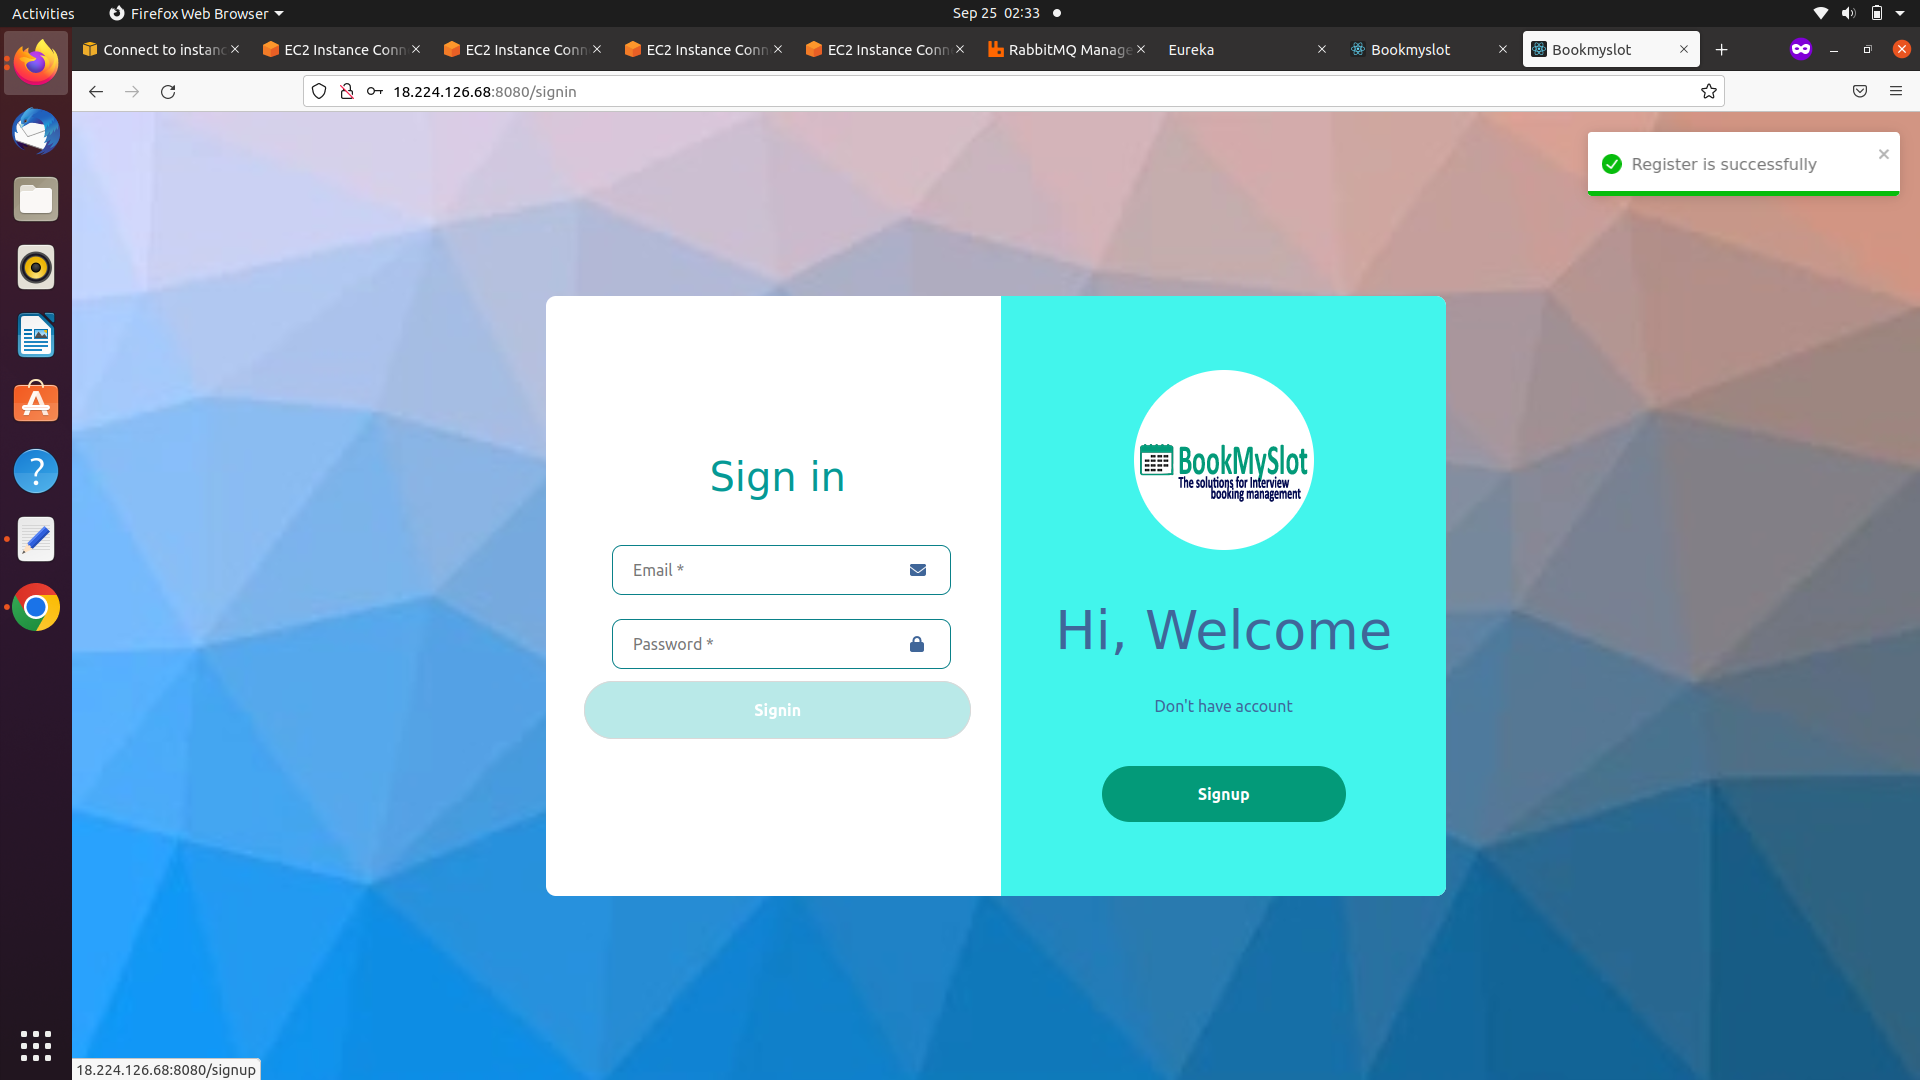 Activities
Firefox Web Browser
Sep 25 02:33
Connect to instanc
EC2 Instance Conn
EC2 Instance Conn
EC2 Instance Conn
EC2 Instance Conn
RabbitMQ Manage
Eureka
Bookmyslot
Bookmyslot
18.224.126.68:8080/signin
Register is successfully
Sign in
Email *
Password *
Signin
BookMySlot
The solutions for Interview
booking management
Hi, Welcome
Don't have account
Signup
18.224.126.68:8080/signup